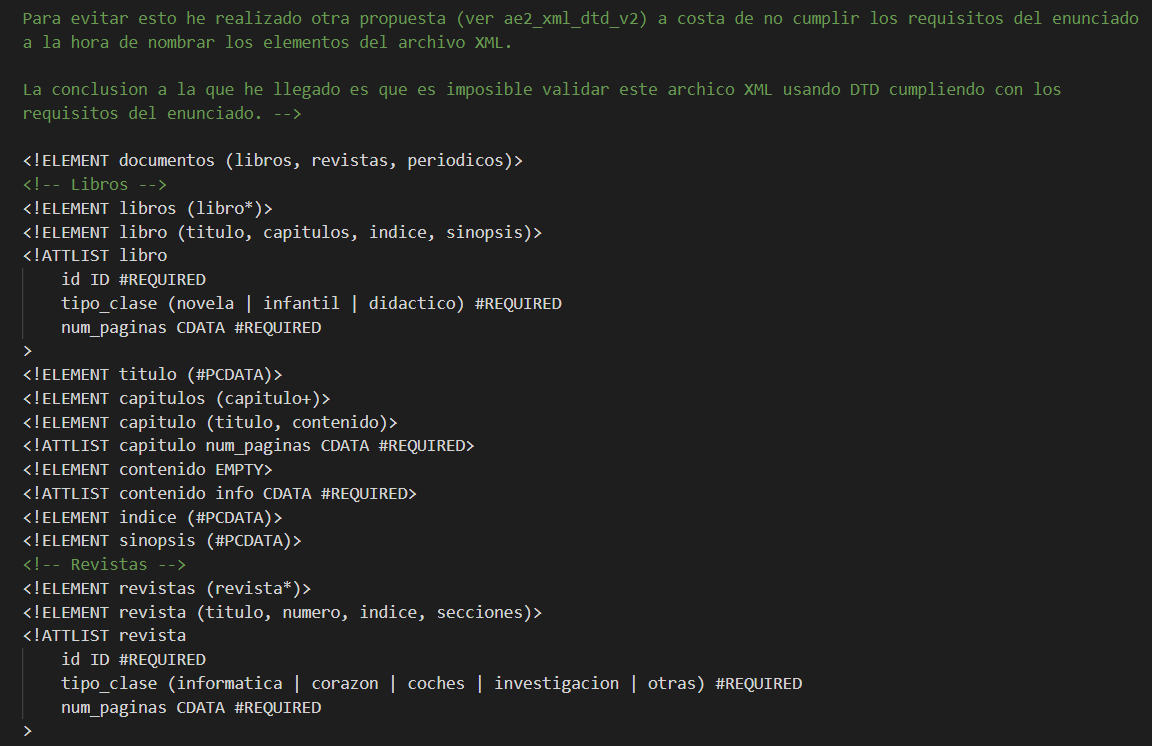 Para evitar esto he realizado otra propuesta (ver ae2_xml_dtd_v2) a costa de no cumplir los requisitos del enunciado
a la hora de nombrar los elementos del archivo XML.
La conclusion a la que he llegado es que es imposible validar este archico XML usando DTD cumpliendo con los
requisitos del enunciado. -->
<!ELEMENT documentos (libros, revistas, periodicos)>
<!-- Libros -->
<!ELEMENT libros (libro*)>
<!ELEMENT libro (titulo, capitulos, indice, sinopsis)>
<!ATTLIST libro
    id ID #REQUIRED
    tipo_clase (novela | infantil | didactico) #REQUIRED
    num_paginas CDATA #REQUIRED
>
<!ELEMENT titulo (#PCDATA)>
<!ELEMENT capitulos (capitulo+)>
<!ELEMENT capitulo (titulo, contenido)>
<!ATTLIST capitulo num_paginas CDATA #REQUIRED>
<!ELEMENT contenido EMPTY>
<!ATTLIST contenido info CDATA #REQUIRED>
<!ELEMENT indice (#PCDATA)>
<!ELEMENT sinopsis (#PCDATA)>
<!-- Revistas -->
<!ELEMENT revistas (revista*)>
<!ELEMENT revista (titulo, numero, indice, secciones)>
<!ATTLIST revista
    id ID #REQUIRED
    tipo_clase (informatica | corazon | coches | investigacion | otras) #REQUIRED
    num_paginas CDATA #REQUIRED
>